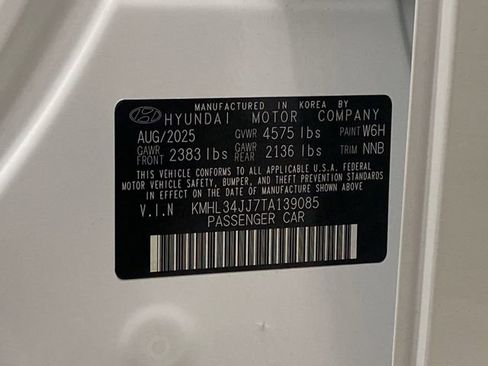 MANUFACTURED IN KOREA BY
HYUNDAI MOTOR COMPANY
AUG/2025 GVWR 4575 lbs PAINT W6H
GAWR FRONT 2383 lbs GAWR REAR 2136 lbs TRIM NNB
THIS VEHICLE CONFORMS TO ALL APPLICABLE U.S.A. FEDERAL
MOTOR VEHICLE SAFETY, BUMPER, AND THEFT PREVENTION STANDARDS
IN EFFECT ON THE DATE OF MANUFACTURE SHOWN ABOVE.
V.I.N KMHL34JJ7TA139085
PASSENGER CAR